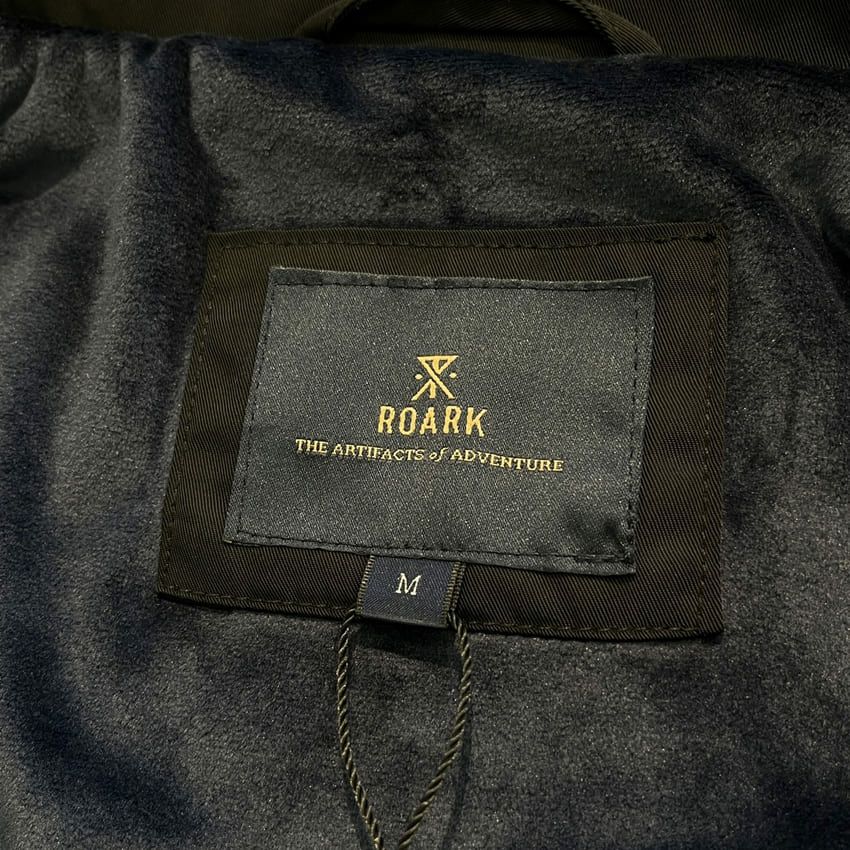 ROARK
THE ARTIFACTS of ADVENTURE
M